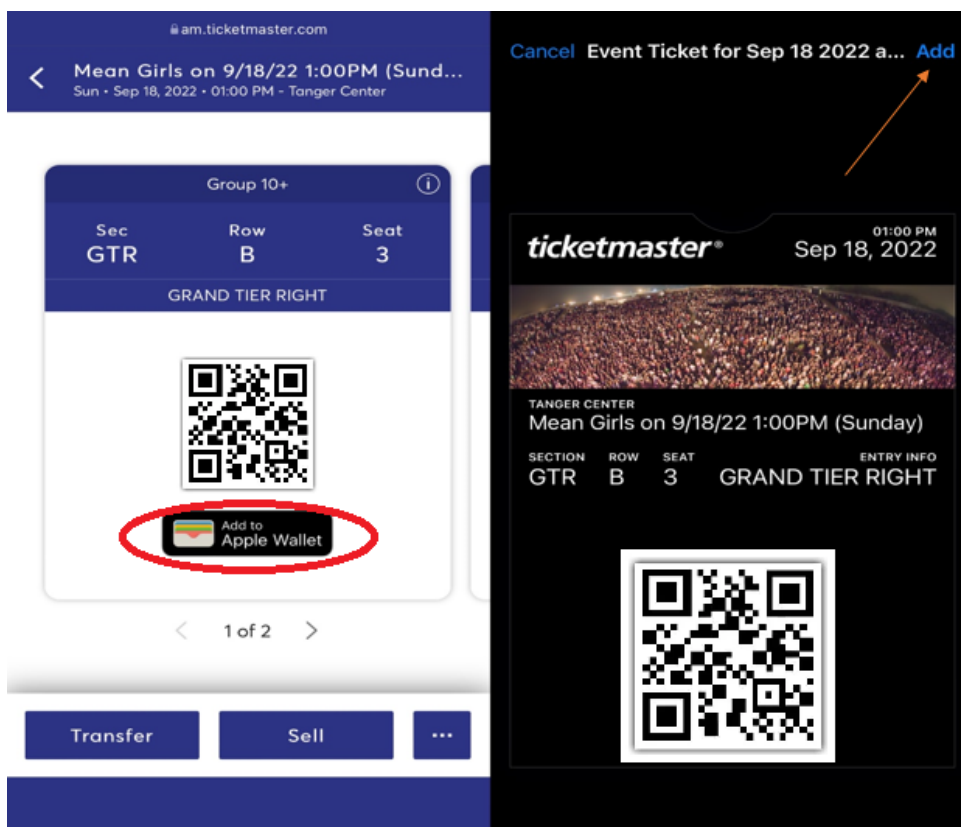 am.ticketmaster.com
Mean Girls on 9/18/22 1:00PM (Sund...
Sun • Sep 18, 2022 • 01:00 PM - Tanger Center
Group 10+
Sec Row Seat
GTR B 3
GRAND TIER RIGHT
Add to
Apple Wallet
1 of 2
Transfer Sell ...
Cancel Event Ticket for Sep 18 2022 a... Add
ticketmaster®
01:00 PM
Sep 18, 2022
TANGER CENTER
Mean Girls on 9/18/22 1:00PM (Sunday)
SECTION ROW SEAT ENTRY INFO
GTR B 3 GRAND TIER RIGHT